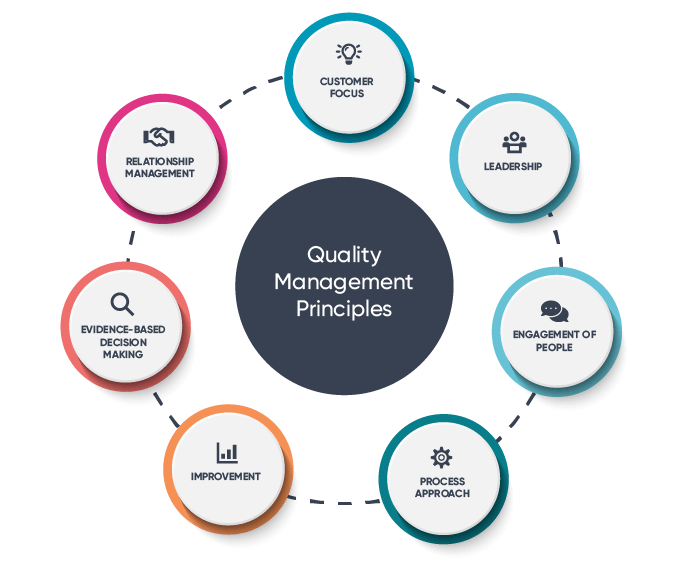 CUSTOMER
FOCUS
LEADERSHIP
ENGAGEMENT OF
PEOPLE
PROCESS
APPROACH
IMPROVEMENT
EVIDENCE-BASED
DECISION
MAKING
RELATIONSHIP
MANAGEMENT
Quality
Management
Principles